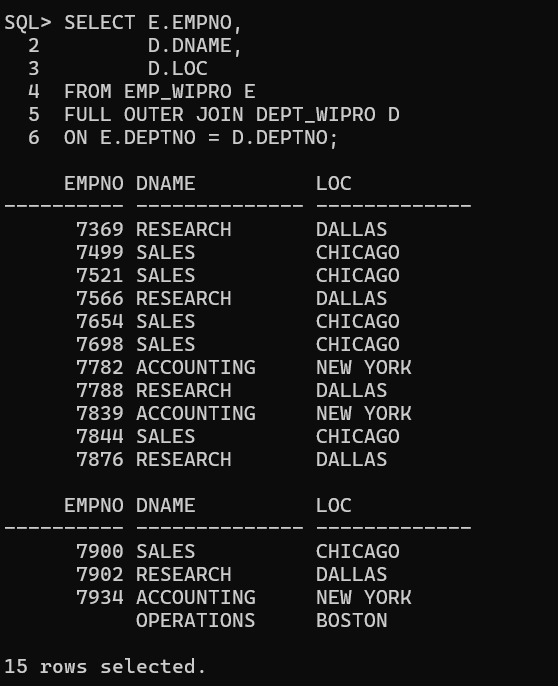 SQL> SELECT E.EMPNO,
  2         D.DNAME,
  3         D.LOC
  4  FROM EMP_WIPRO E
  5  FULL OUTER JOIN DEPT_WIPRO D
  6  ON E.DEPTNO = D.DEPTNO;

     EMPNO DNAME          LOC
---------- -------------- -------------
      7369 RESEARCH       DALLAS
      7499 SALES          CHICAGO
      7521 SALES          CHICAGO
      7566 RESEARCH       DALLAS
      7654 SALES          CHICAGO
      7698 SALES          CHICAGO
      7782 ACCOUNTING     NEW YORK
      7788 RESEARCH       DALLAS
      7839 ACCOUNTING     NEW YORK
      7844 SALES          CHICAGO
      7876 RESEARCH       DALLAS

     EMPNO DNAME          LOC
---------- -------------- -------------
      7900 SALES          CHICAGO
      7902 RESEARCH       DALLAS
      7934 ACCOUNTING     NEW YORK
           OPERATIONS     BOSTON

15 rows selected.